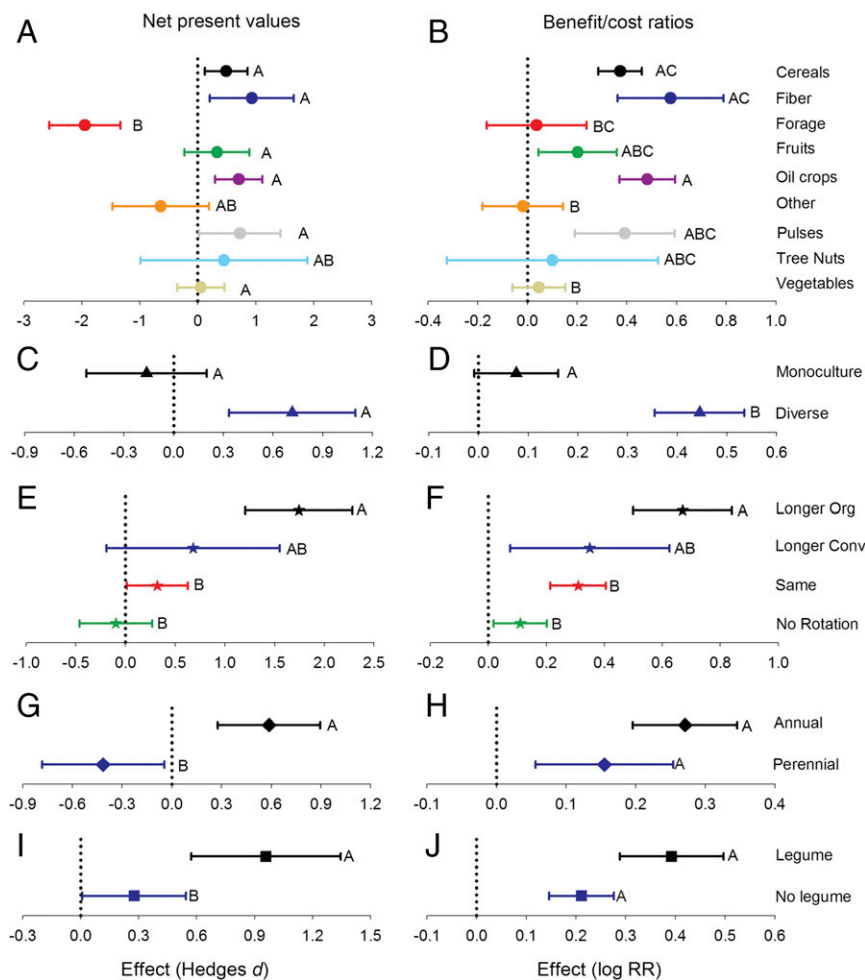 Net present values
Benefit/cost ratios
A
B
A
AC
Cereals
A
AC
Fiber
B
BC
Forage
A
ABC
Fruits
A
A
Oil crops
AB
B
Other
A
ABC
Pulses
AB
ABC
Tree Nuts
A
B
Vegetables
-3 -2 -1 0 1 2 3
-0.4 -0.2 0.0 0.2 0.4 0.6 0.8 1.0
C
D
A
A
Monoculture
A
B
Diverse
-0.9 -0.6 -0.3 0.0 0.3 0.6 0.9 1.2
-0.1 0.0 0.1 0.2 0.3 0.4 0.5 0.6
E
F
A
A
Longer Org
AB
AB
Longer Conv
B
B
Same
B
B
No Rotation
-1.0 -0.5 0.0 0.5 1.0 1.5 2.0 2.5
-0.2 0.0 0.2 0.4 0.6 0.8 1.0
G
H
A
A
Annual
B
A
Perennial
-0.9 -0.6 -0.3 0.0 0.3 0.6 0.9 1.2
-0.1 0.0 0.1 0.2 0.3 0.4
I
J
A
A
Legume
B
A
No legume
-0.3 0.0 0.3 0.6 0.9 1.2 1.5
-0.1 0.0 0.1 0.2 0.3 0.4 0.5 0.6
Effect (Hedges d)
Effect (log RR)